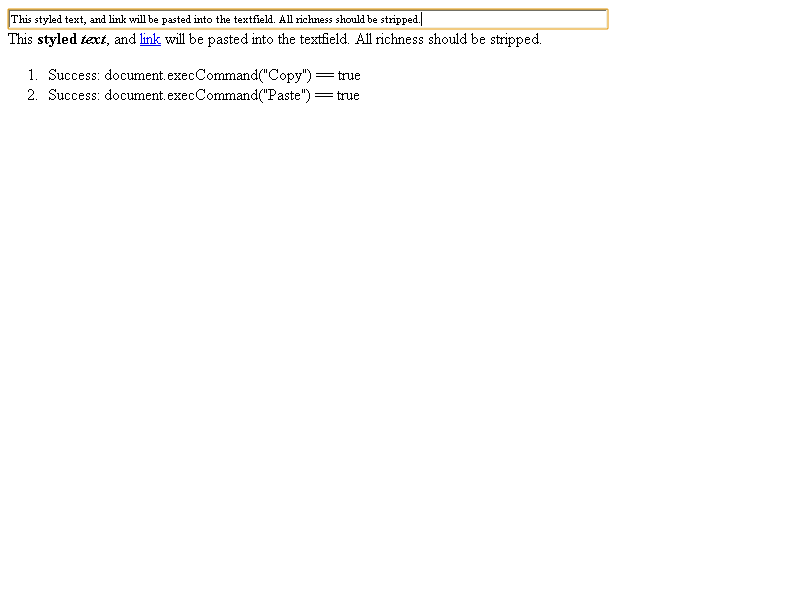 This styled text, and link will be pasted into the textfield. All richness should be stripped.
This styled text, and link will be pasted into the textfield. All richness should be stripped.
1. Success: document.execCommand("Copy") == true
2. Success: document.execCommand("Paste") == true